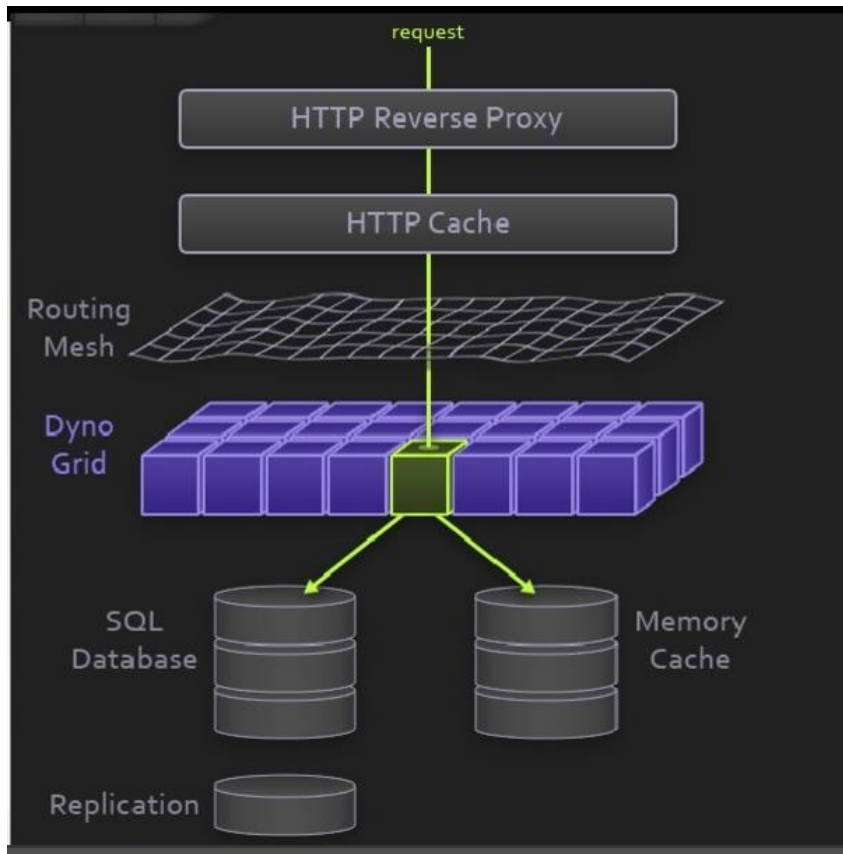 request
HTTP Reverse Proxy
HTTP Cache
Routing
Mesh
Dyno
Grid
SQL
Database
Memory
Cache
Replication